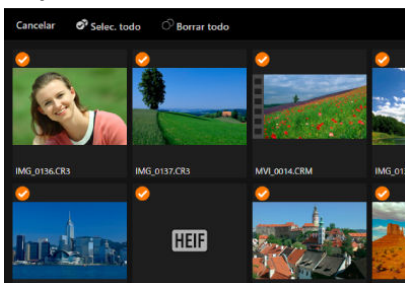 Cancelar Selec. todo Borrar todo
IMG_0136.CR3 IMG_0137.CR3 MVI_0014.CRM
HEIF